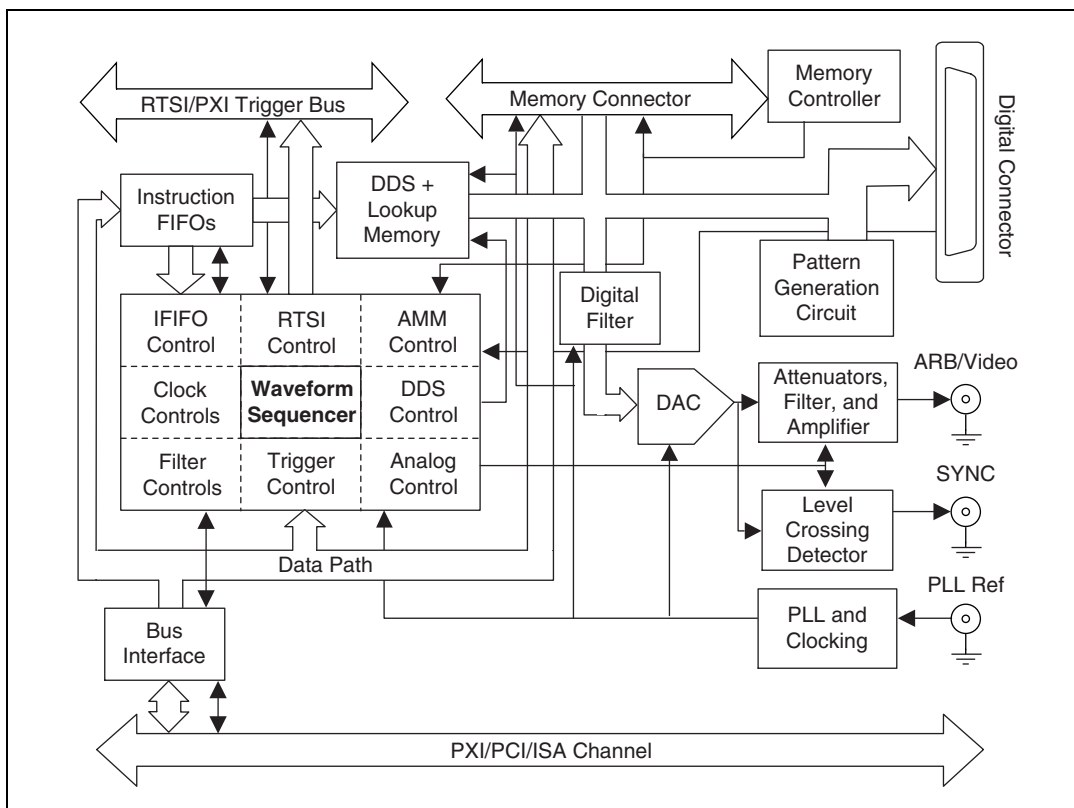 RTSI/PXI Trigger Bus
Memory Connector
Memory
Controller
Digital Connector
Instruction
FIFOs
DDS +
Lookup
Memory
Pattern
Generation
Circuit
Digital
Filter
IFIFO
Control
RTSI
Control
AMM
Control
Clock
Controls
Waveform
Sequencer
DDS
Control
Filter
Controls
Trigger
Control
Analog
Control
DAC
Attenuators,
Filter, and
Amplifier
ARB/Video
SYNC
Level
Crossing
Detector
Data Path
PLL Ref
PLL and
Clocking
Bus
Interface
PXI/PCI/ISA Channel